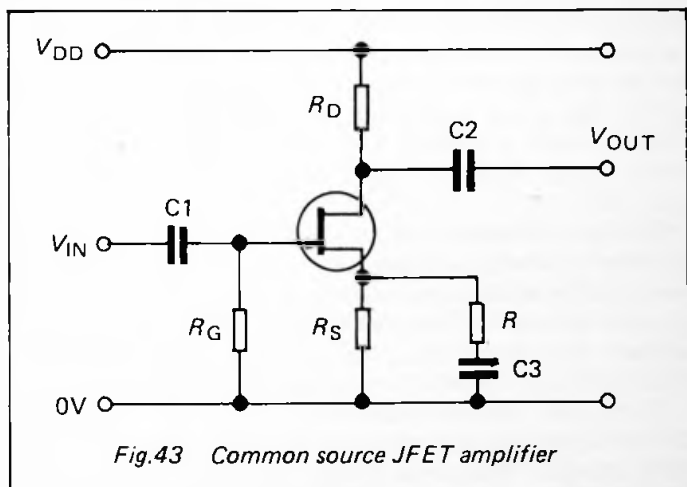 VDD
RD
C2
VOUT
C1
VIN
RG
RS
R
C3
0V
Fig.43 Common source JFET amplifier